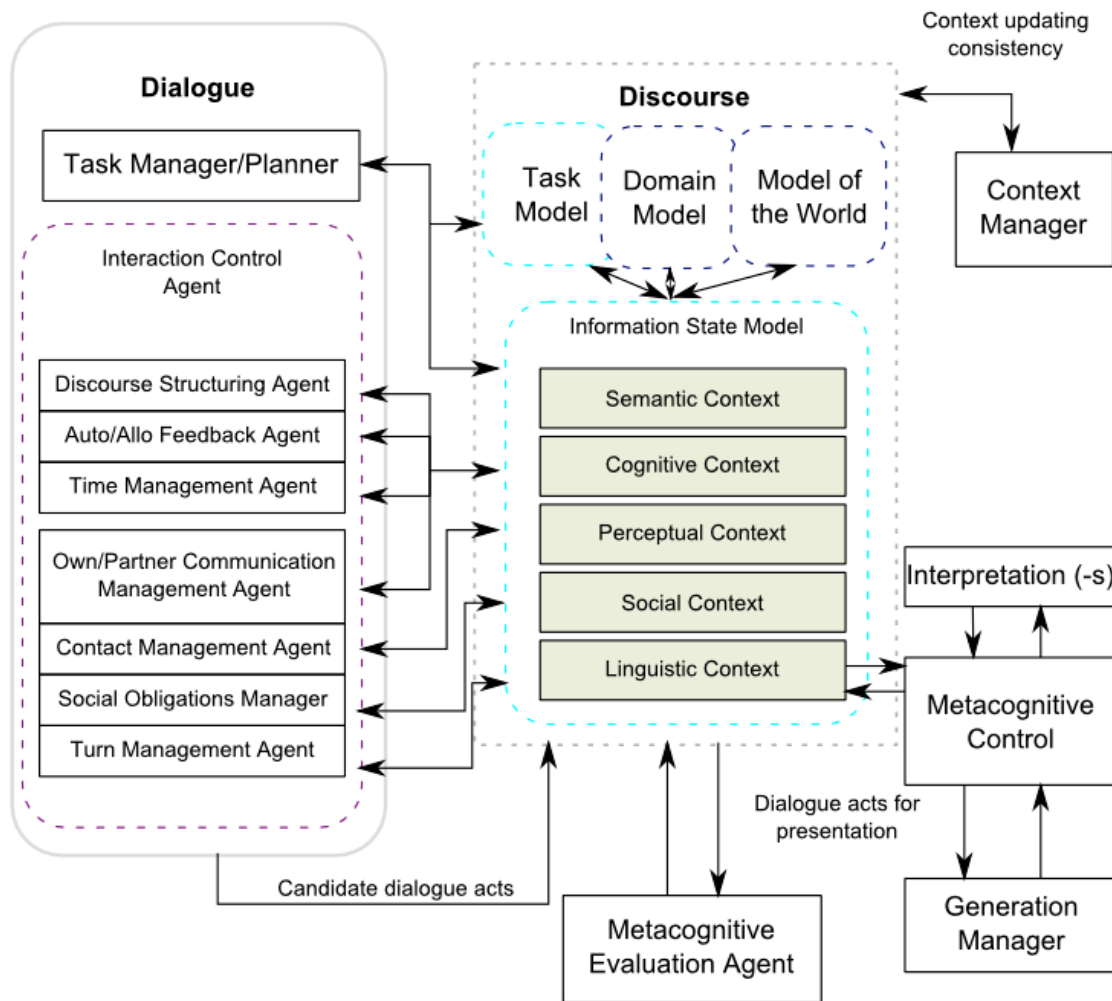 Dialogue
Task Manager/Planner
Interaction Control
Agent
Discourse Structuring Agent
Auto/Allo Feedback Agent
Time Management Agent
Own/Partner Communication
Management Agent
Contact Management Agent
Social Obligations Manager
Turn Management Agent
Candidate dialogue acts
Discourse
Task
Model
Domain
Model
Model of
the World
Information State Model
Semantic Context
Cognitive Context
Perceptual Context
Social Context
Linguistic Context
Metacognitive
Evaluation Agent
Context updating
consistency
Context
Manager
Interpretation (-s)
Metacognitive
Control
Dialogue acts for
presentation
Generation
Manager